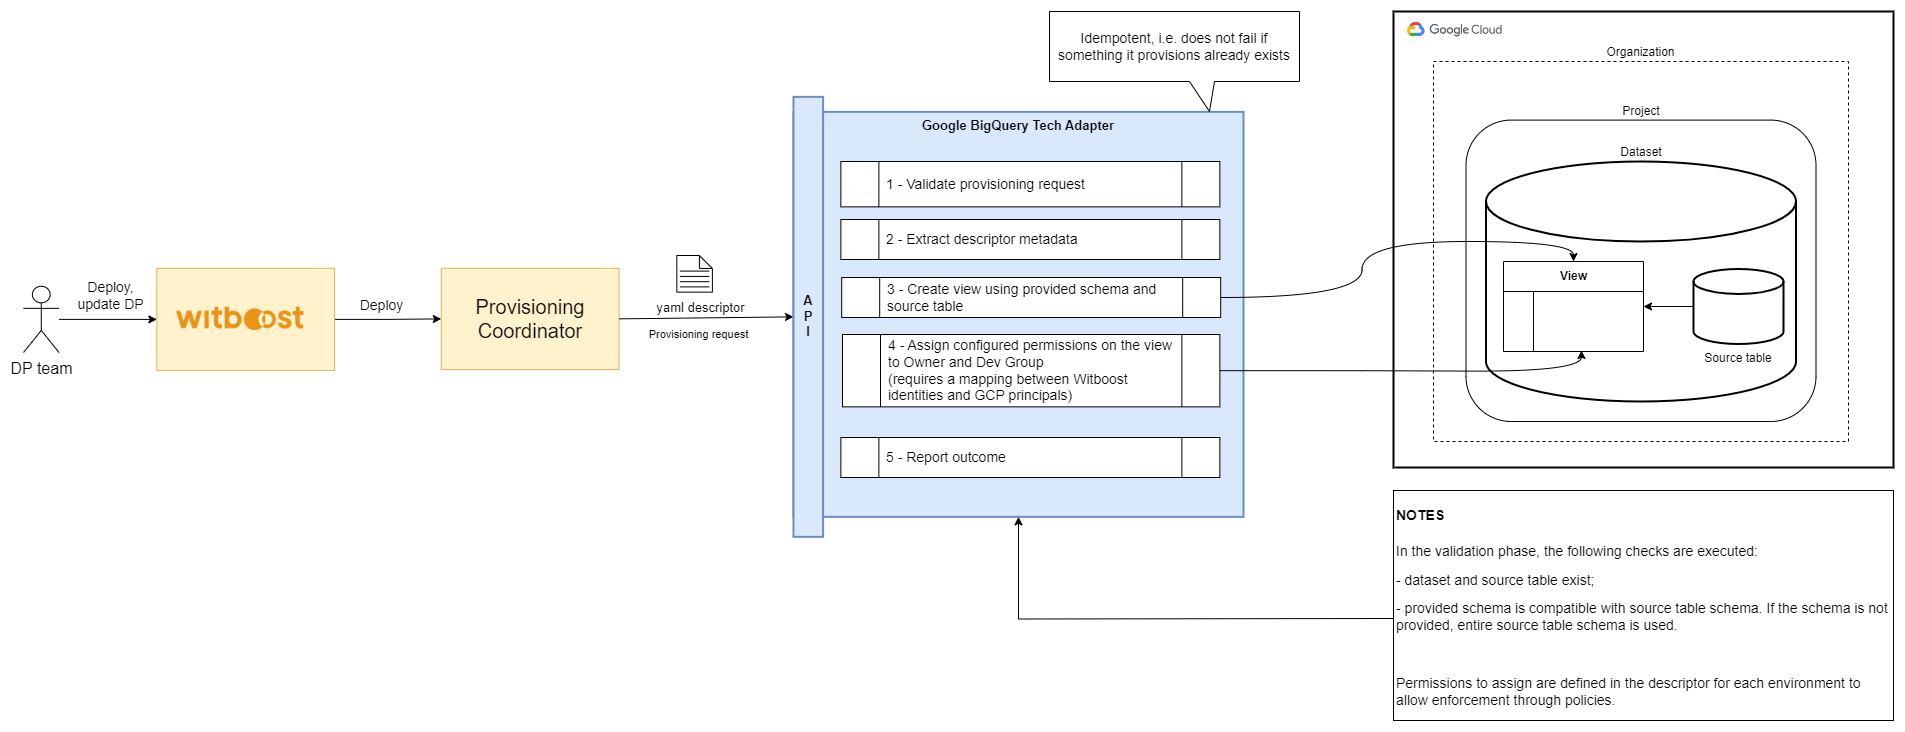 Idempotent, i.e. does not fail if
something it provisions already exists
Google Cloud
Organization
Project
Dataset
View
Source table
Google BigQuery Tech Adapter
A
P
I
1 - Validate provisioning request
2 - Extract descriptor metadata
3 - Create view using provided schema and
source table
4 - Assign configured permissions on the view
to Owner and Dev Group
(requires a mapping between Witboost
identities and GCP principals)
5 - Report outcome
DP team
Deploy,
update DP
witboost
Deploy
Provisioning
Coordinator
yaml descriptor
Provisioning request
NOTES
In the validation phase, the following checks are executed:
- dataset and source table exist;
- provided schema is compatible with source table schema. If the schema is not
provided, entire source table schema is used.
Permissions to assign are defined in the descriptor for each environment to
allow enforcement through policies.